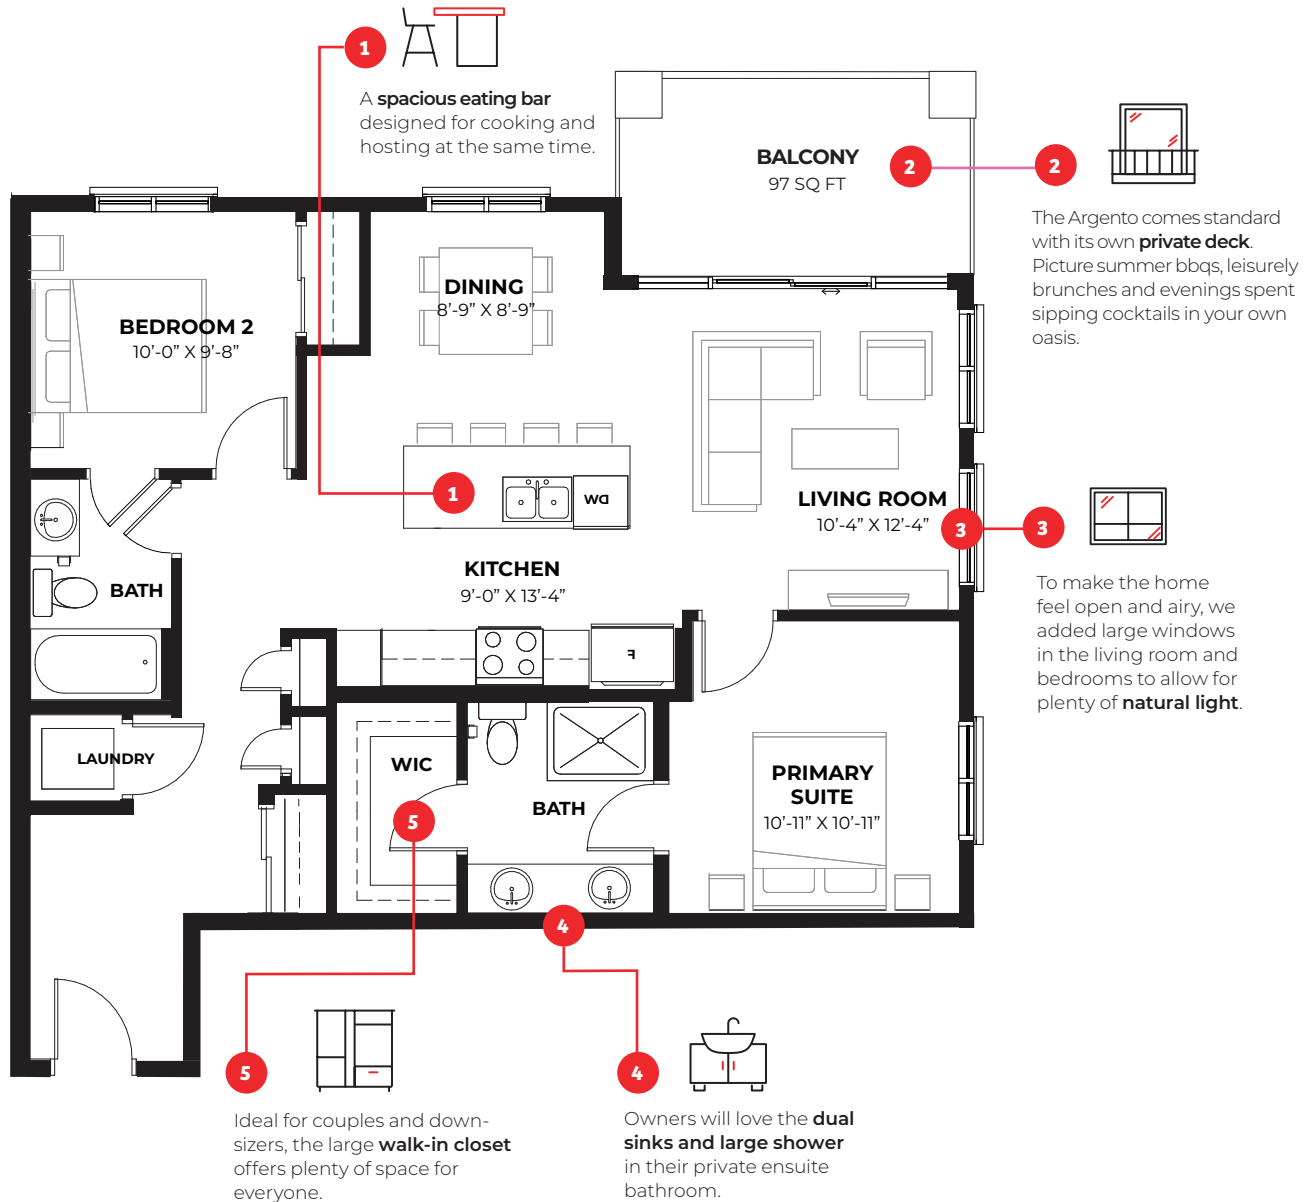 1
A spacious eating bar
designed for cooking and
hosting at the same time.
BALCONY
97 SQ FT
2
2
The Argento comes standard
with its own private deck.
Picture summer bbqs, leisurely
brunches and evenings spent
sipping cocktails in your own
oasis.
DINING
8'-9" X 8'-9"
BEDROOM 2
10'-0" X 9'-8"
1
DW
LIVING ROOM
10'-4" X 12'-4"
3
3
To make the home
feel open and airy, we
added large windows
in the living room and
bedrooms to allow for
plenty of natural light.
KITCHEN
9'-0" X 13'-4"
BATH
F
LAUNDRY
WIC
5
BATH
PRIMARY
SUITE
10'-11" X 10'-11"
4
5
Ideal for couples and down-
sizers, the large walk-in closet
offers plenty of space for
everyone.
4
Owners will love the dual
sinks and large shower
in their private ensuite
bathroom.